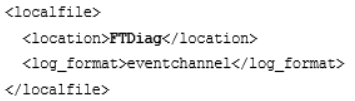 <localfile>
  <location>FTDiag</location>
  <log_format>eventchannel</log_format>
</localfile>